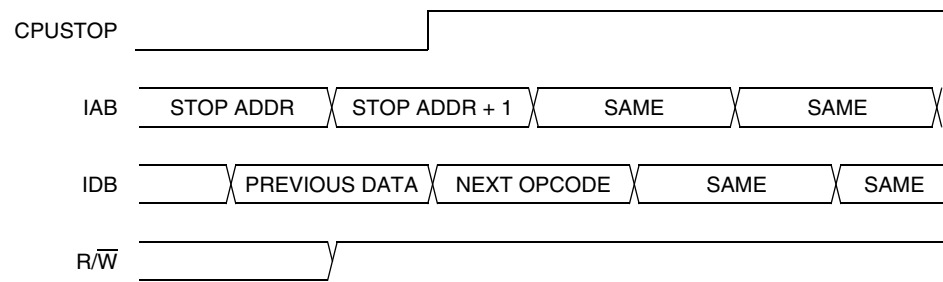 CPUSTOP
IAB STOP ADDR STOP ADDR + 1 SAME SAME
IDB PREVIOUS DATA NEXT OPCODE SAME SAME
R/W̅